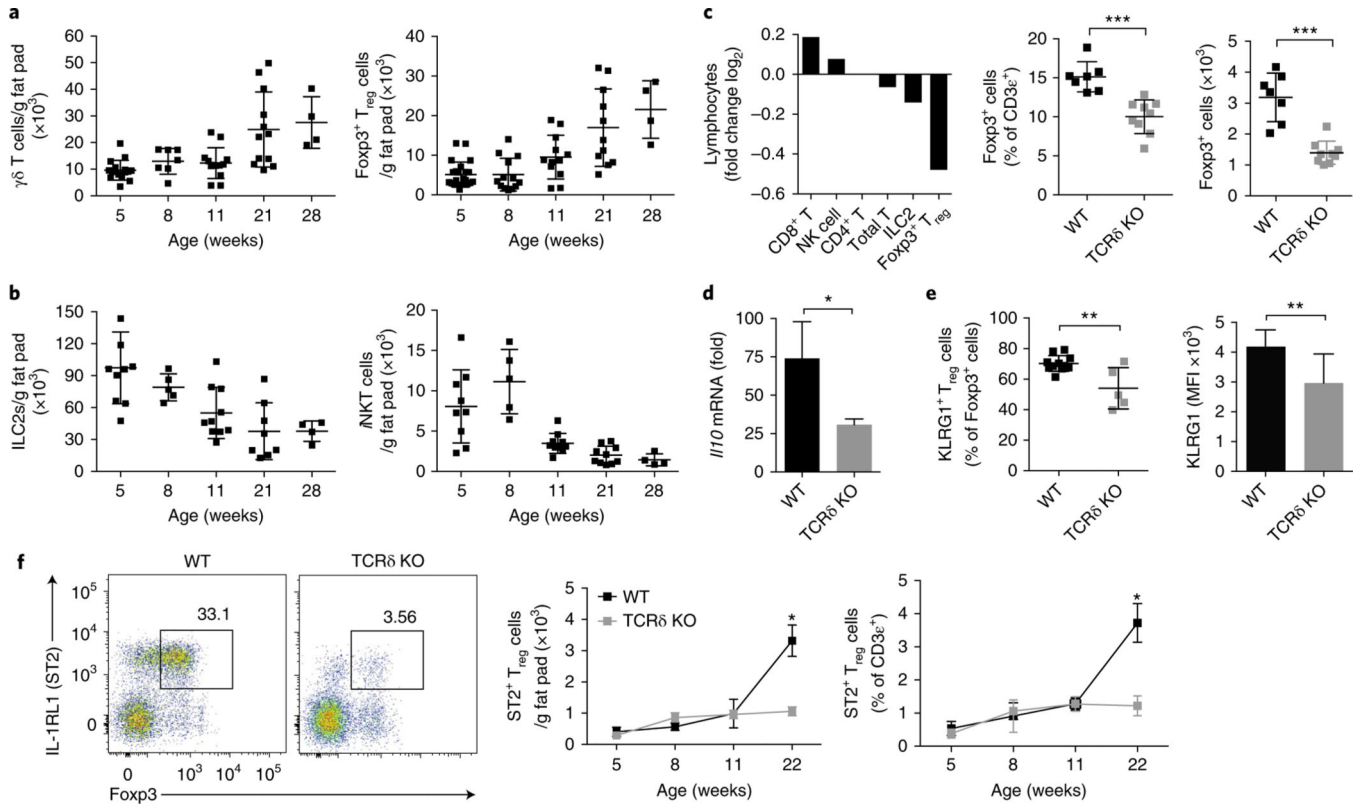 a
γδ T cells/g fat pad
(×10³)
60
50
40
30
20
10
0
5 8 11 21 28
Age (weeks)
Foxp3⁺ Treg cells
/g fat pad (×10³)
40
30
20
10
0
5 8 11 21 28
Age (weeks)
b
ILC2s/g fat pad
(×10³)
150
120
90
60
30
0
5 8 11 21 28
Age (weeks)
iNKT cells
/g fat pad (×10³)
20
15
10
5
0
5 8 11 21 28
Age (weeks)
c
Lymphocytes
(fold change log₂)
0.2
0.0
−0.2
−0.4
−0.6
CD8⁺ T
NK cell
CD4⁺ T
Total T
ILC2
Foxp3⁺ Treg
Foxp3⁺ cells
(% of CD3ε⁺)
20
15
10
5
0
***
WT
TCRδ KO
Foxp3⁺ cells (×10³)
5
4
3
2
1
0
***
WT
TCRδ KO
d
Il10 mRNA (fold)
100
75
50
25
0
*
WT
TCRδ KO
e
KLRG1⁺ Treg cells
(% of Foxp3⁺ cells)
100
80
60
40
20
0
**
WT
TCRδ KO
KLRG1 (MFI ×10³)
5
4
3
2
1
0
**
WT
TCRδ KO
f
WT
TCRδ KO
IL-1RL1 (ST2)
10⁵
10⁴
10³
0
33.1
3.56
0 10³ 10⁴ 10⁵
Foxp3
ST2⁺ Treg cells
/g fat pad (×10³)
5
4
3
2
1
0
WT
TCRδ KO
*
5 8 11 22
Age (weeks)
ST2⁺ Treg cells
(% of CD3ε⁺)
5
4
3
2
1
0
*
5 8 11 22
Age (weeks)